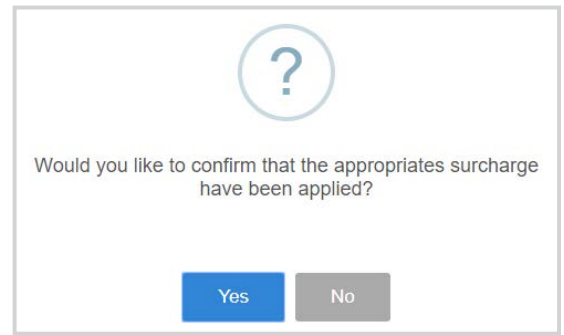 ?
Would you like to confirm that the appropriates surcharge
have been applied?
Yes No